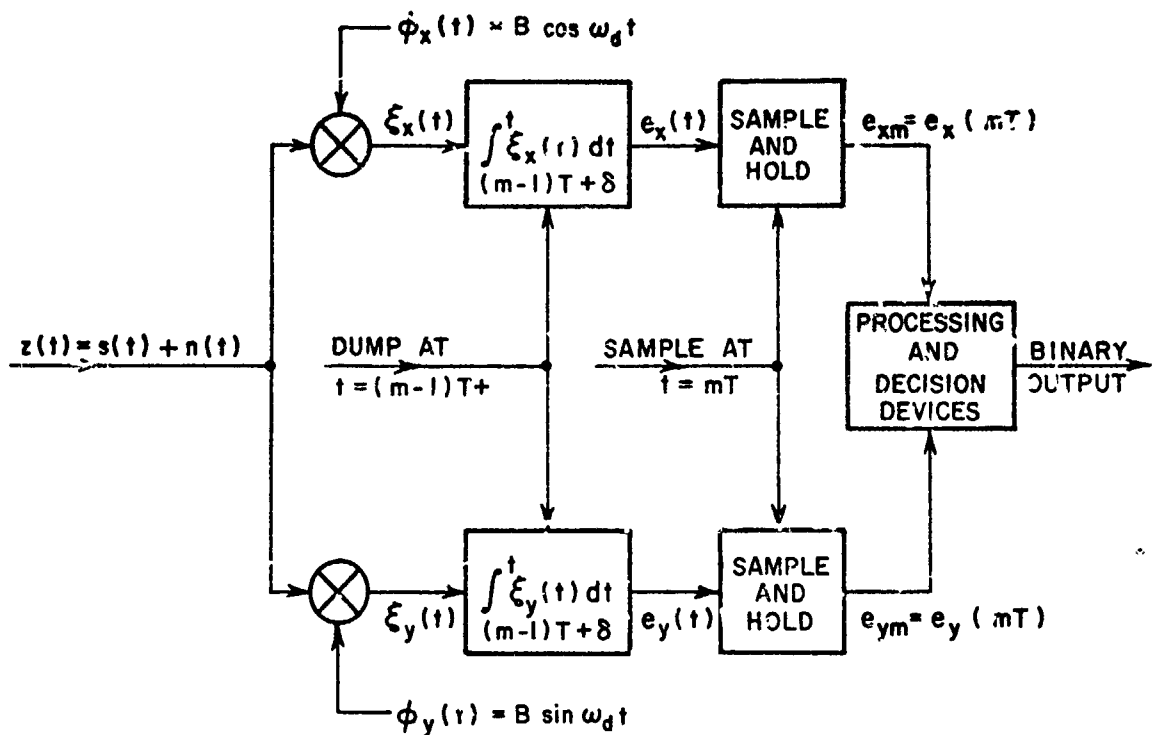 ϕ̇x(t) = B cos ωd t
ξx(t)
∫ t ξx(τ) dt
(m-1)T+δ
ex(t)
SAMPLE
AND
HOLD
exm = ex (mT)
z(t) = s(t) + n(t)
DUMP AT
t = (m-1)T+
SAMPLE AT
t = mT
PROCESSING
AND
DECISION
DEVICES
BINARY
OUTPUT
ξy(t)
∫ t ξy(t) dt
(m-1)T+δ
ey(t)
SAMPLE
AND
HOLD
eym = ey (mT)
ϕy(τ) = B sin ωd t